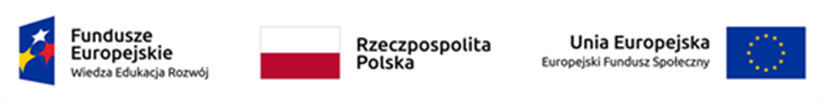 Fundusze
Europejskie
Wiedza Edukacja Rozwój
Rzeczpospolita
Polska
Unia Europejska
Europejski Fundusz Społeczny